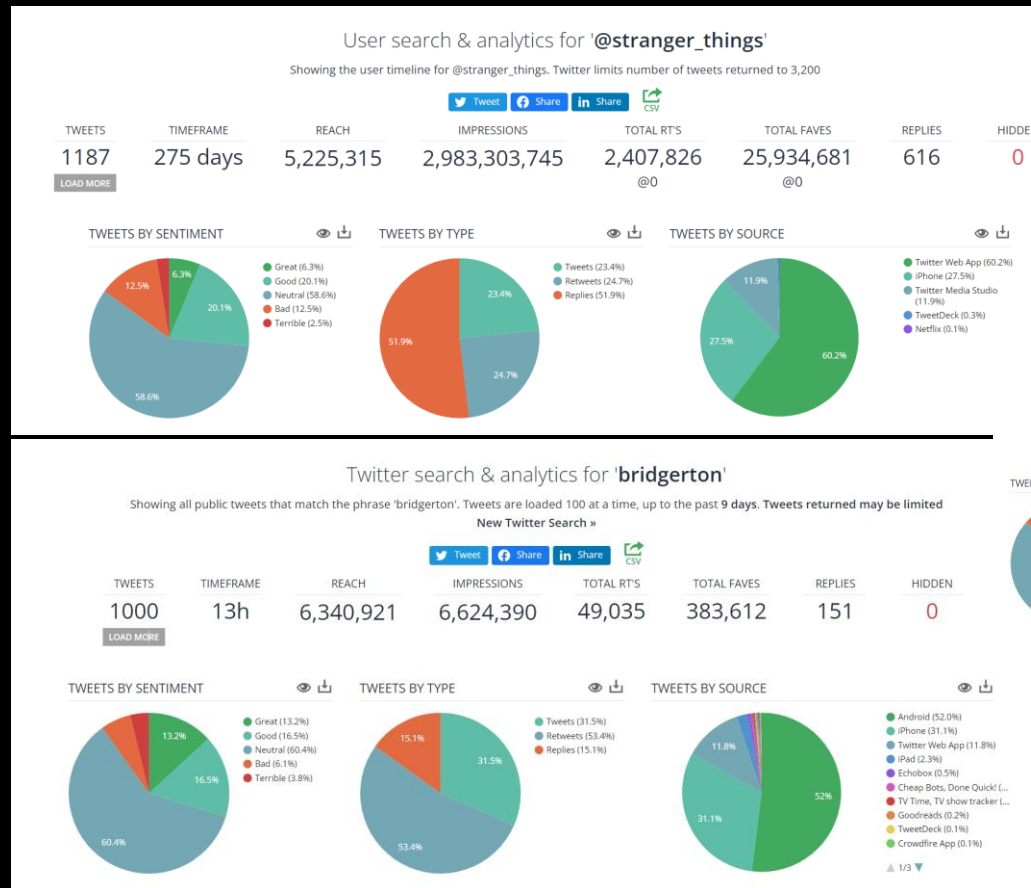 User search & analytics for '@stranger_things'
Showing the user timeline for @stranger_things. Twitter limits number of tweets returned to 3,200
Tweet Share in Share CSV
TWEETS TIMEFRAME REACH IMPRESSIONS TOTAL RT'S TOTAL FAVES REPLIES HIDDE
1187 275 days 5,225,315 2,983,303,745 2,407,826 25,934,681 616 0
LOAD MORE @0 @0
TWEETS BY SENTIMENT
6.3%
20.1%
58.6%
12.5%
Great (6.3%)
Good (20.1%)
Neutral (58.6%)
Bad (12.5%)
Terrible (2.5%)
TWEETS BY TYPE
23.4%
24.7%
51.9%
Tweets (23.4%)
Retweets (24.7%)
Replies (51.9%)
TWEETS BY SOURCE
11.9%
27.5%
60.2%
Twitter Web App (60.2%)
iPhone (27.5%)
Twitter Media Studio
(11.9%)
TweetDeck (0.3%)
Netflix (0.1%)
Twitter search & analytics for 'bridgerton'
Showing all public tweets that match the phrase 'bridgerton'. Tweets are loaded 100 at a time, up to the past 9 days. Tweets returned may be limited
New Twitter Search »
Tweet Share in Share CSV
TWEETS TIMEFRAME REACH IMPRESSIONS TOTAL RT'S TOTAL FAVES REPLIES HIDDEN
1000 13h 6,340,921 6,624,390 49,035 383,612 151 0
LOAD MORE
TWEETS BY SENTIMENT
13.2%
16.5%
60.4%
Great (13.2%)
Good (16.5%)
Neutral (60.4%)
Bad (6.1%)
Terrible (3.8%)
TWEETS BY TYPE
15.1%
31.5%
53.4%
Tweets (31.5%)
Retweets (53.4%)
Replies (15.1%)
TWEETS BY SOURCE
11.8%
31.1%
52%
Android (52.0%)
iPhone (31.1%)
Twitter Web App (11.8%)
iPad (2.3%)
Echobox (0.5%)
Cheap Bots, Done Quick! (...
TV Time, TV show tracker (...
Goodreads (0.2%)
TweetDeck (0.1%)
Crowdfire App (0.1%)
1/3
TWEE